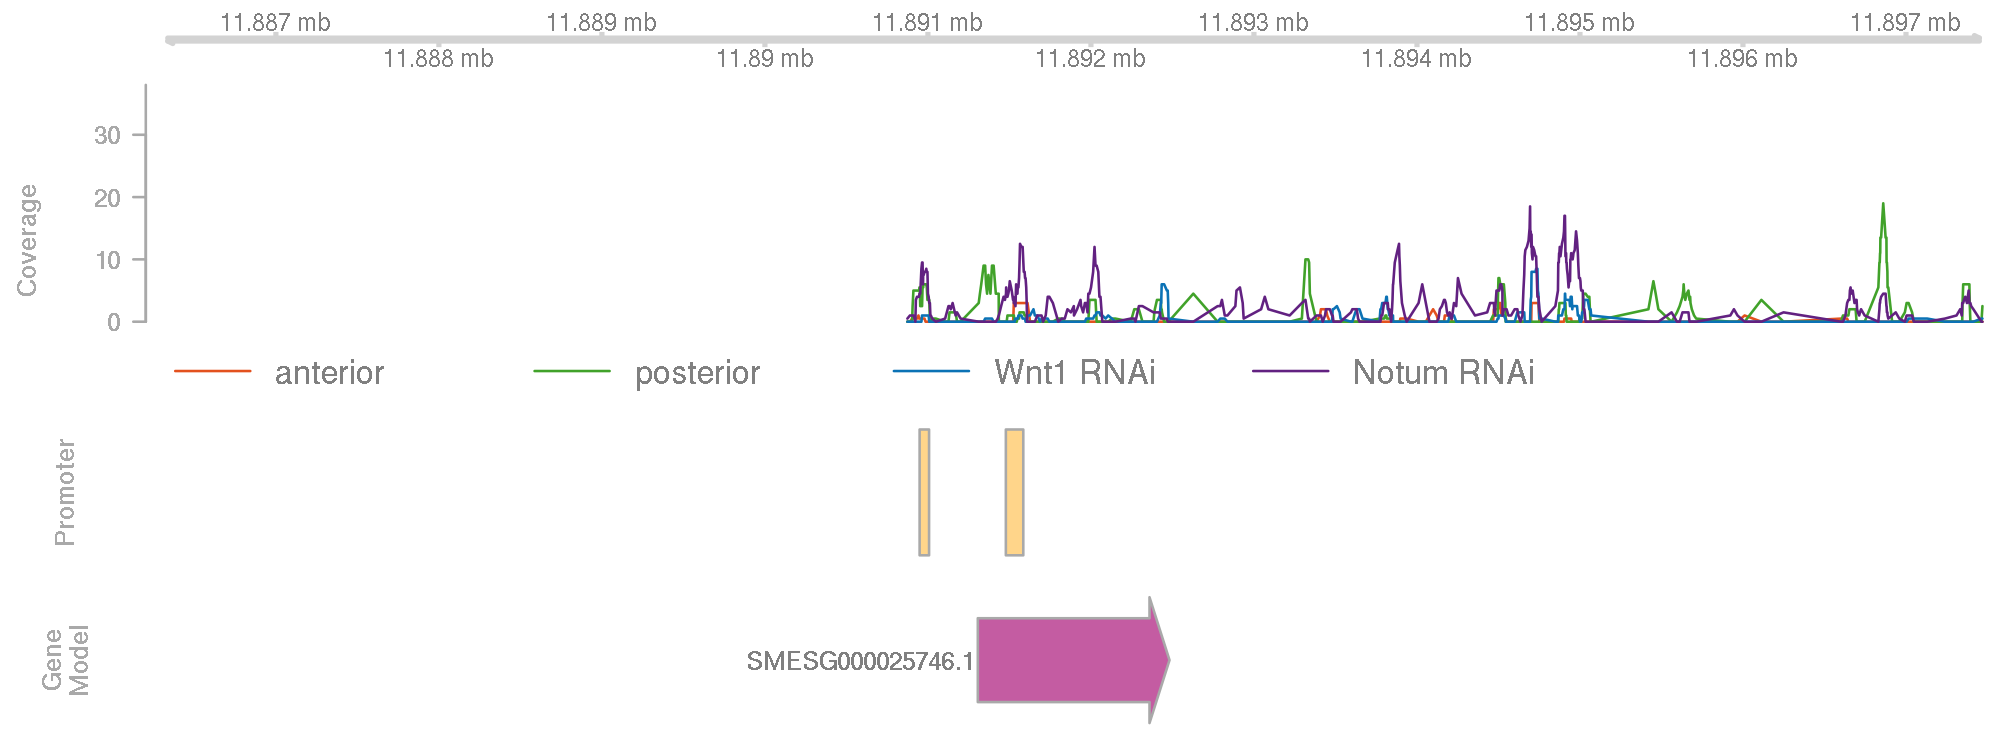 11.887 mb 11.889 mb 11.891 mb 11.893 mb 11.895 mb 11.897 mb
11.888 mb 11.89 mb 11.892 mb 11.894 mb 11.896 mb
Coverage
30
20
10
0
anterior posterior Wnt1 RNAi Notum RNAi
Promoter
Gene
Model
SMESG000025746.1